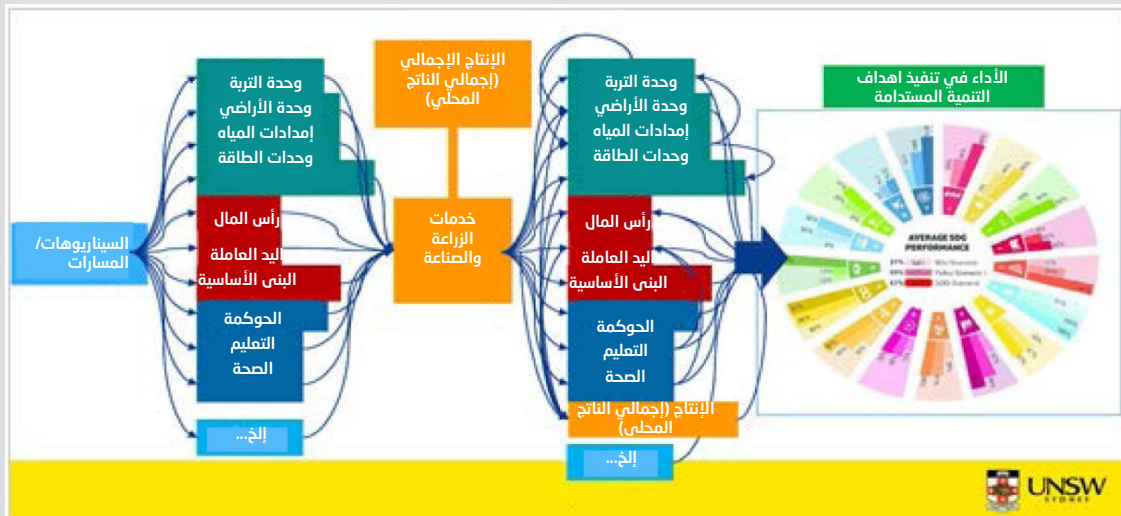 السيناريوهات/
المسارات
وحدة التربة
وحدة الأراضي
إمدادات المياه
وحدات الطاقة
رأس المال
اليد العاملة
البنى الأساسية
الحوكمة
التعليم
الصحة
إلخ...
الإنتاج الإجمالي
(إجمالي الناتج
المحلي)
خدمات
الزراعة
والصناعة
وحدة التربة
وحدة الأراضي
إمدادات المياه
وحدات الطاقة
رأس المال
اليد العاملة
البنى الأساسية
الحوكمة
التعليم
الصحة
الإنتاج (إجمالي الناتج
المحلي)
إلخ...
الأداء في تنفيذ اهداف
التنمية المستدامة
AVERAGE SDG
PERFORMANCE
UNSW
SYDNEY